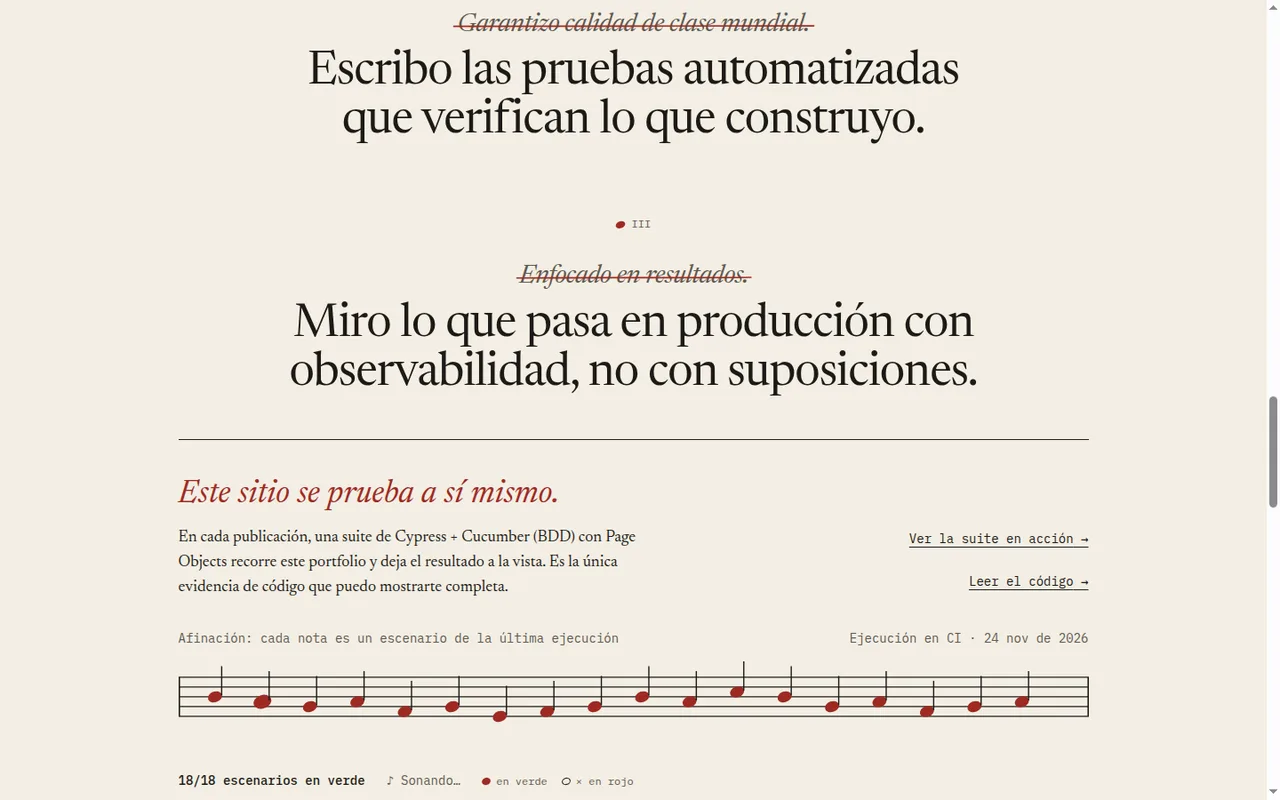 Garantizo calidad de clase mundial.
Escribo las pruebas automatizadas
que verifican lo que construyo.
III
Enfocado en resultados.
Miro lo que pasa en producción con
observabilidad, no con suposiciones.
Este sitio se prueba a sí mismo.
En cada publicación, una suite de Cypress + Cucumber (BDD) con Page
Objects recorre este portfolio y deja el resultado a la vista. Es la única
evidencia de código que puedo mostrarte completa.
Ver la suite en acción →
Leer el código →
Afinación: cada nota es un escenario de la última ejecución
Ejecución en CI · 24 nov de 2026
18/18 escenarios en verde ♪ Sonando… en verde × en rojo